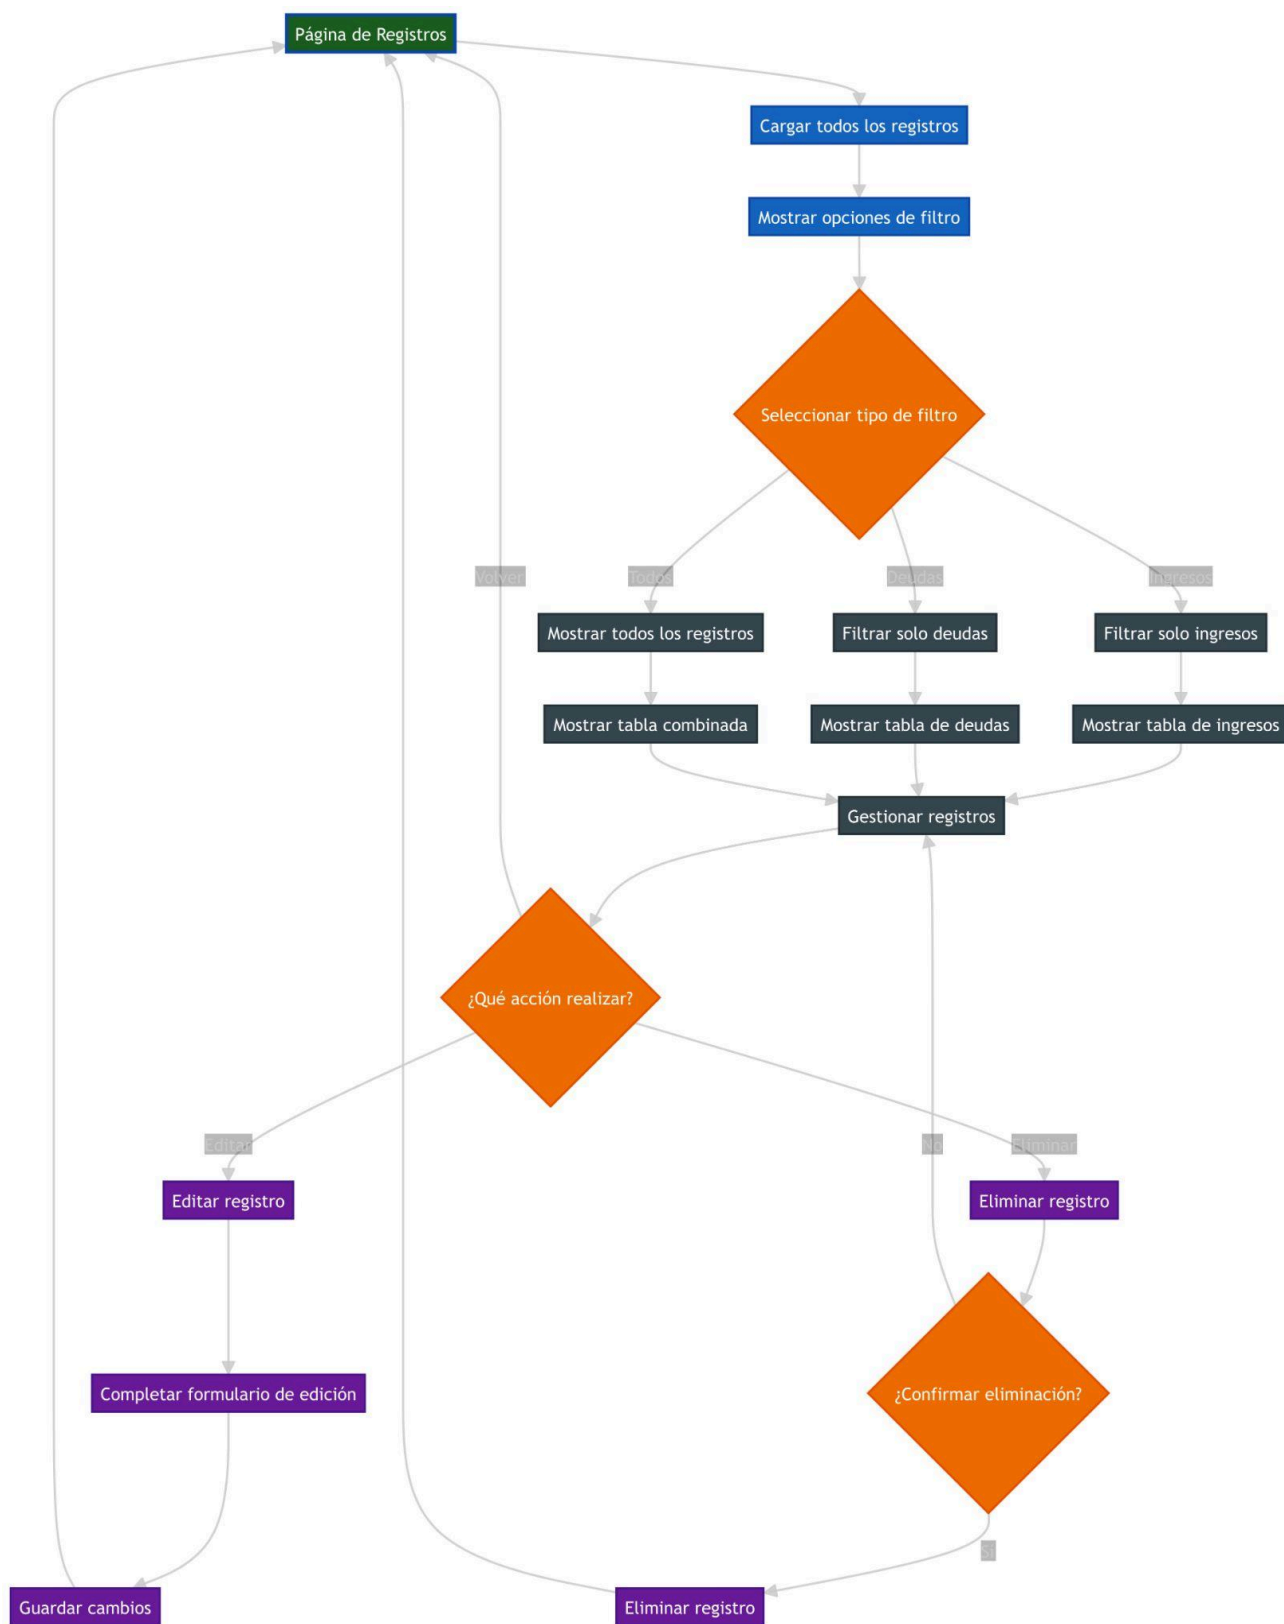 Página de Registros
Cargar todos los registros
Mostrar opciones de filtro
Seleccionar tipo de filtro
Volver
Todos
Deudas
Ingresos
Mostrar todos los registros
Filtrar solo deudas
Filtrar solo ingresos
Mostrar tabla combinada
Mostrar tabla de deudas
Mostrar tabla de ingresos
Gestionar registros
¿Qué acción realizar?
Editar
No
Eliminar
Editar registro
Eliminar registro
Completar formulario de edición
¿Confirmar eliminación?
Sí
Guardar cambios
Eliminar registro